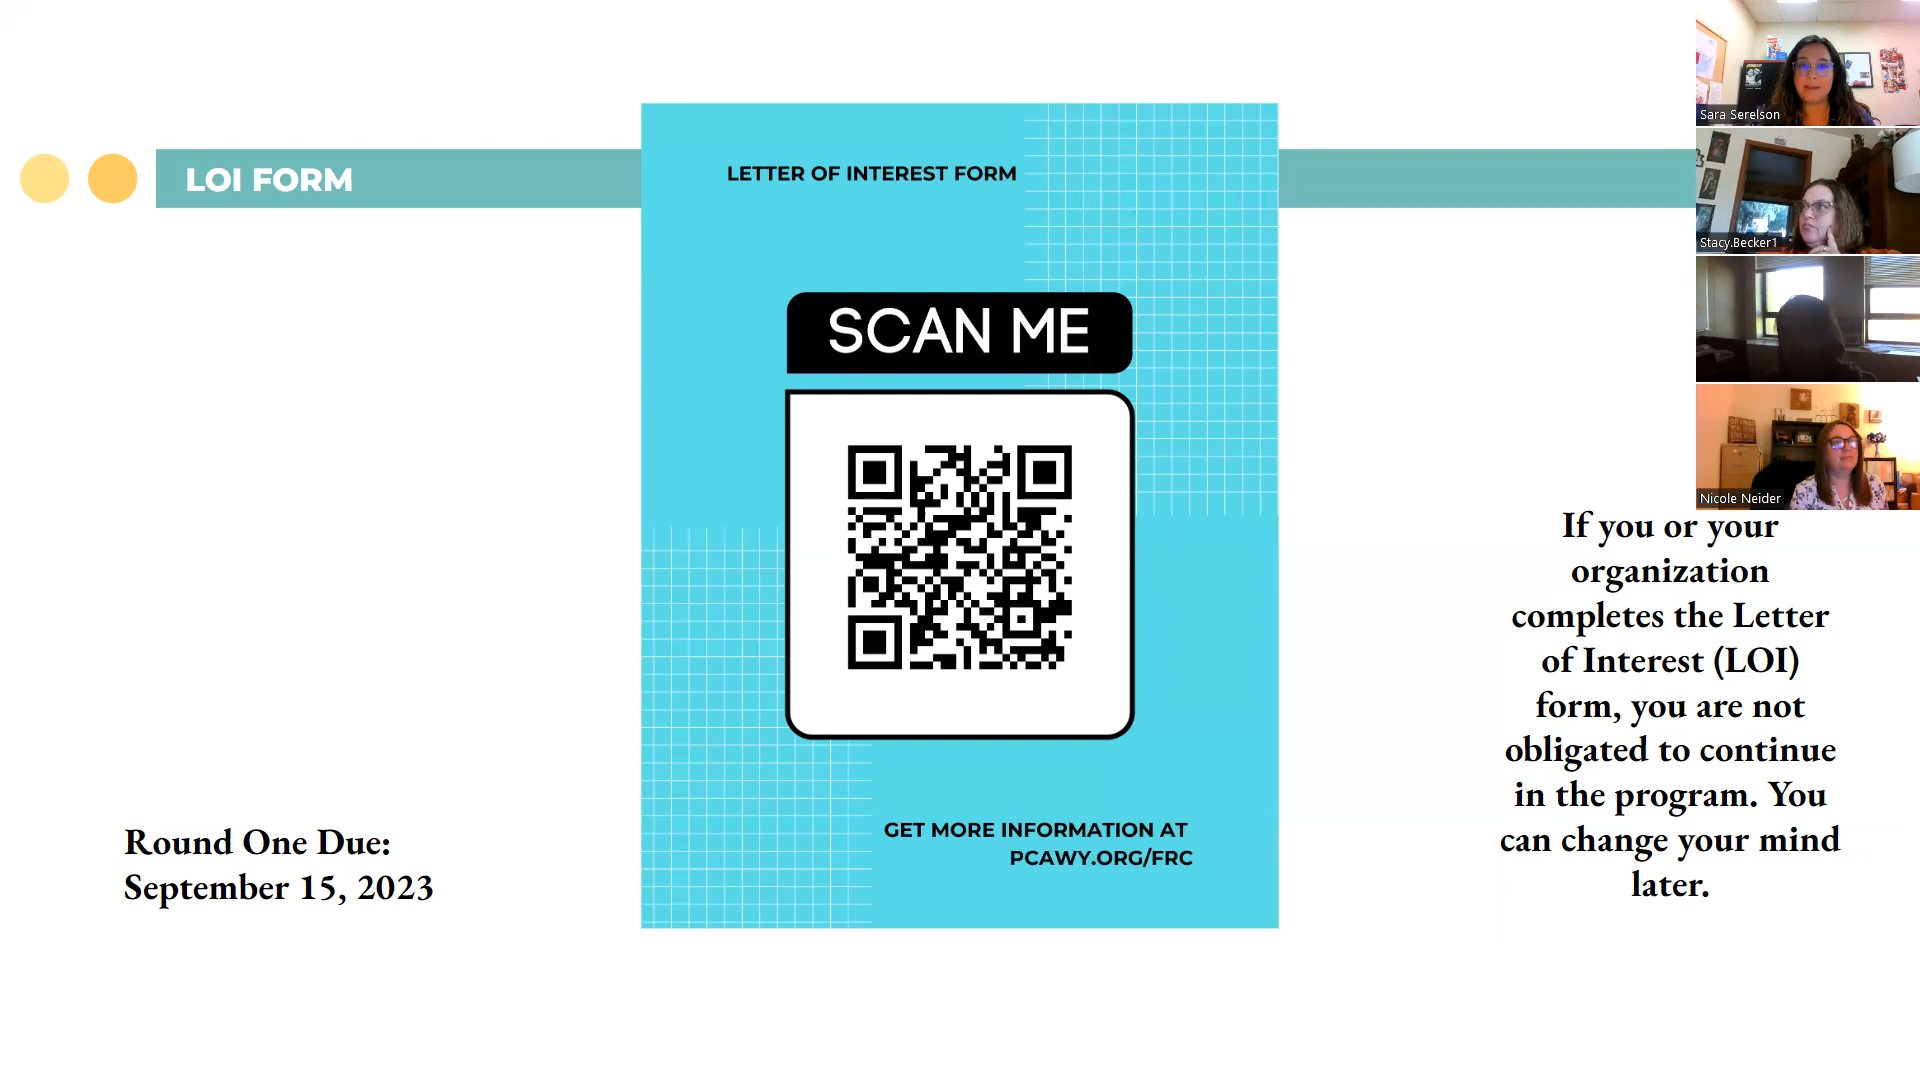 LOI FORM
LETTER OF INTEREST FORM
SCAN ME
GET MORE INFORMATION AT
PCAWY.ORG/FRC
Round One Due:
September 15, 2023
Sara Serelson
Stacy.Becker1
Nicole Neider
If you or your
organization
completes the Letter
of Interest (LOI)
form, you are not
obligated to continue
in the program. You
can change your mind
later.